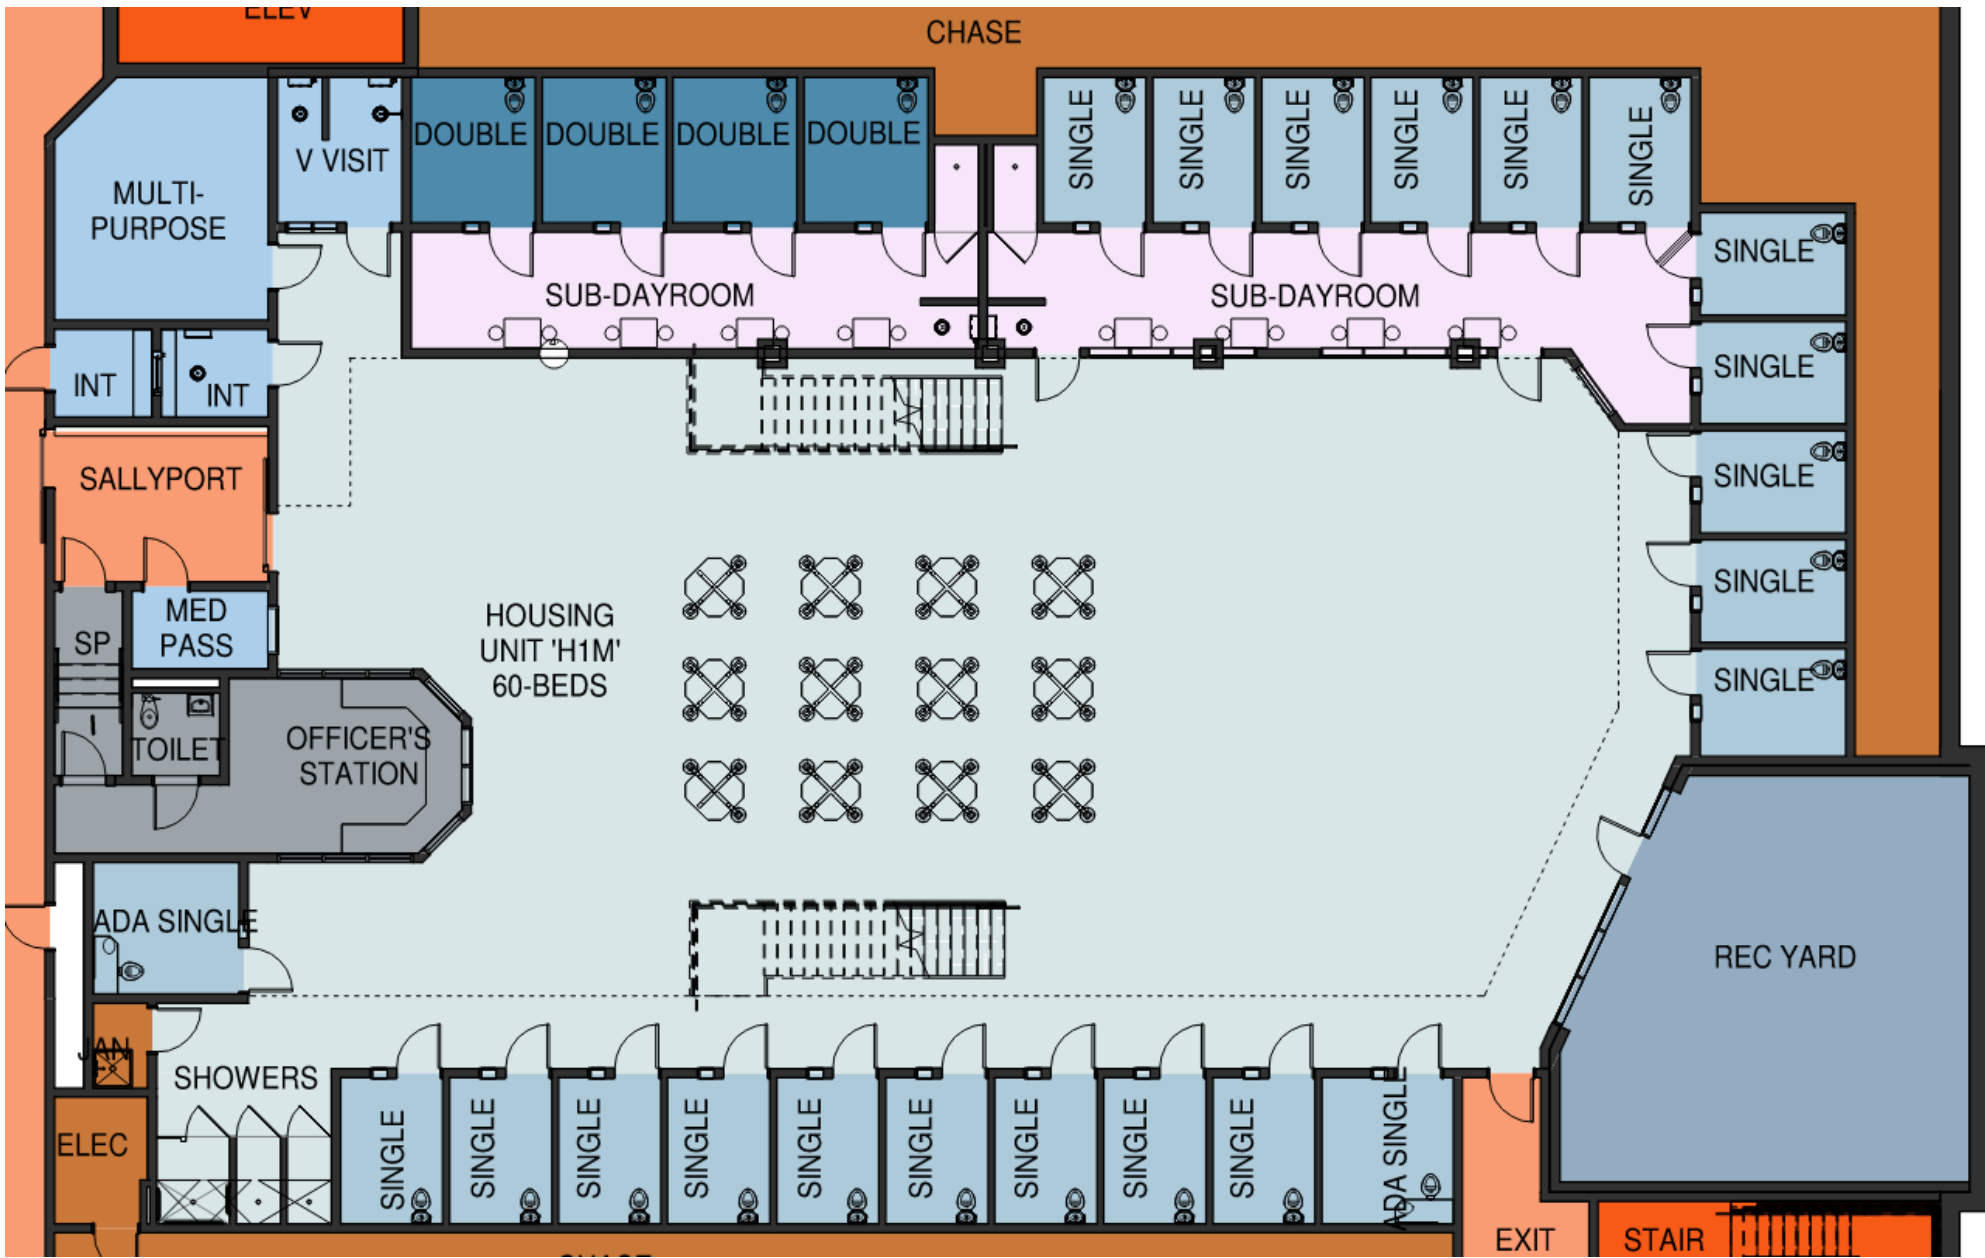 ELEV
CHASE
V VISIT
DOUBLE
DOUBLE
DOUBLE
DOUBLE
SINGLE
SINGLE
SINGLE
SINGLE
SINGLE
SINGLE
MULTI-
PURPOSE
SINGLE
SUB-DAYROOM
SUB-DAYROOM
SINGLE
INT
INT
SALLYPORT
SINGLE
SINGLE
MED
PASS
SP
HOUSING
UNIT 'H1M'
60-BEDS
SINGLE
TOILET
OFFICER'S
STATION
ADA SINGLE
REC YARD
JAN
SHOWERS
ELEC
SINGLE
SINGLE
SINGLE
SINGLE
SINGLE
SINGLE
SINGLE
SINGLE
SINGLE
ADA SINGLE
EXIT
STAIR
CHASE